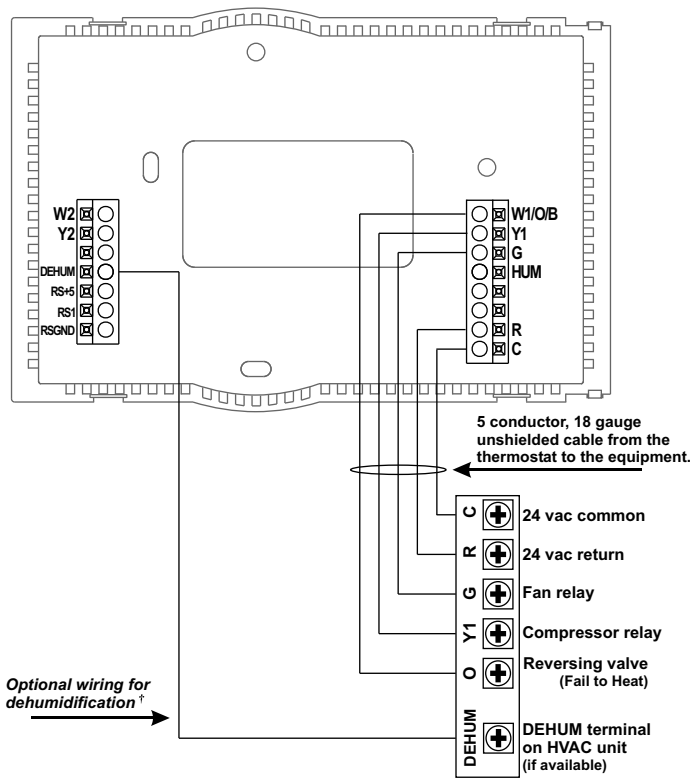 W2
Y2
DEHUM
RS+5
RS1
RSGND
W1/O/B
Y1
G
HUM
R
C
5 conductor, 18 gauge
unshielded cable from the
thermostat to the equipment.
C 24 vac common
R 24 vac return
G Fan relay
Y1 Compressor relay
O Reversing valve
(Fail to Heat)
Optional wiring for
dehumidification †
DEHUM DEHUM terminal
on HVAC unit
(if available)